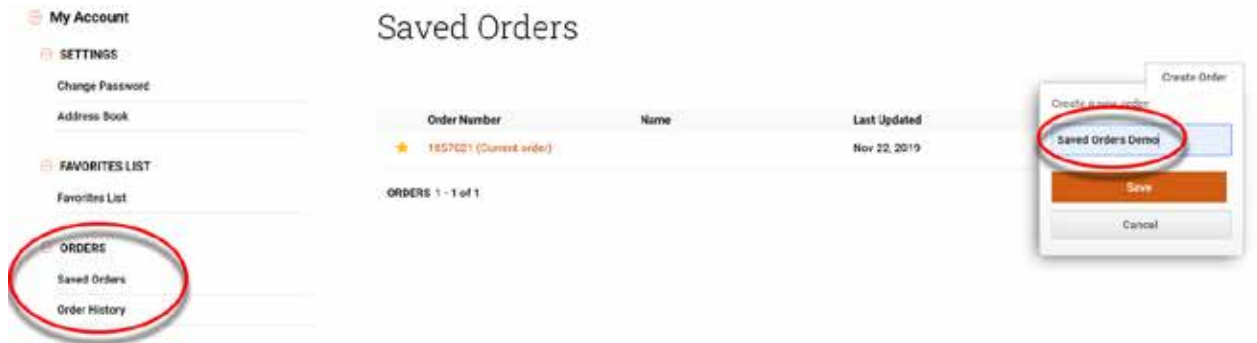 My Account
SETTINGS
Change Password
Address Book
FAVORITES LIST
Favorites List
ORDERS
Saved Orders
Order History
Saved Orders
Order Number Name Last Updated
1857021 (Current order) Nov 22, 2019
ORDERS 1 - 1 of 1
Create Order
Create a new order:
Saved Orders Demo
Save
Cancel